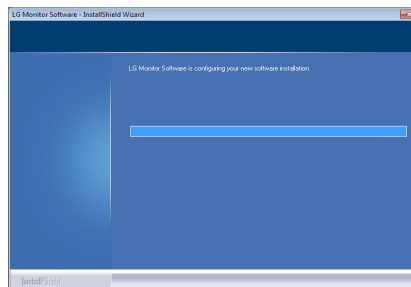 LG Monitor Software - InstallShield Wizard
LG Monitor Software is configuring your new software installation.
InstallShield